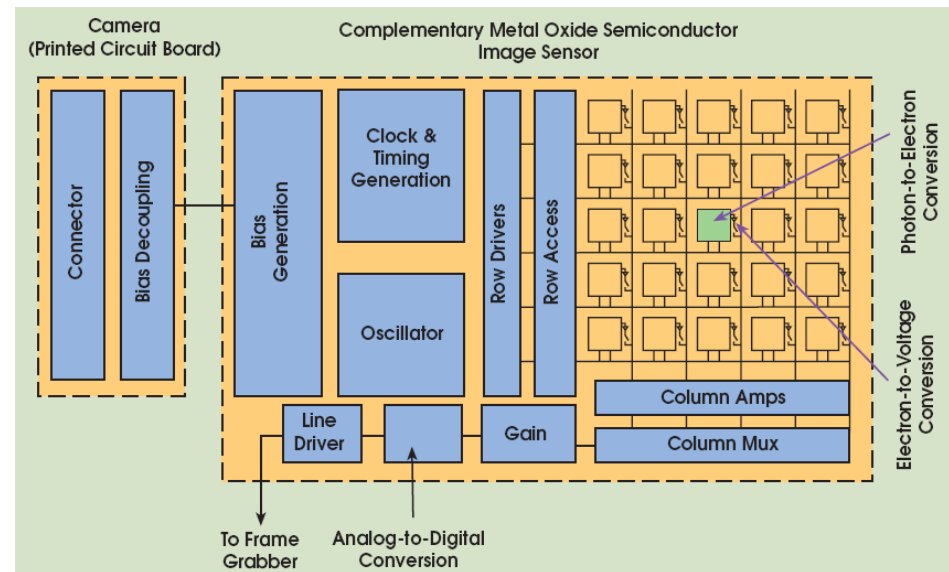 Camera
(Printed Circuit Board)
Complementary Metal Oxide Semiconductor
Image Sensor
Connector
Bias Decoupling
Bias
Generation
Clock &
Timing
Generation
Oscillator
Row Drivers
Row Access
Photon-to-Electron
Conversion
Electron-to-Voltage
Conversion
Column Amps
Line
Driver
Gain
Column Mux
To Frame
Grabber
Analog-to-Digital
Conversion